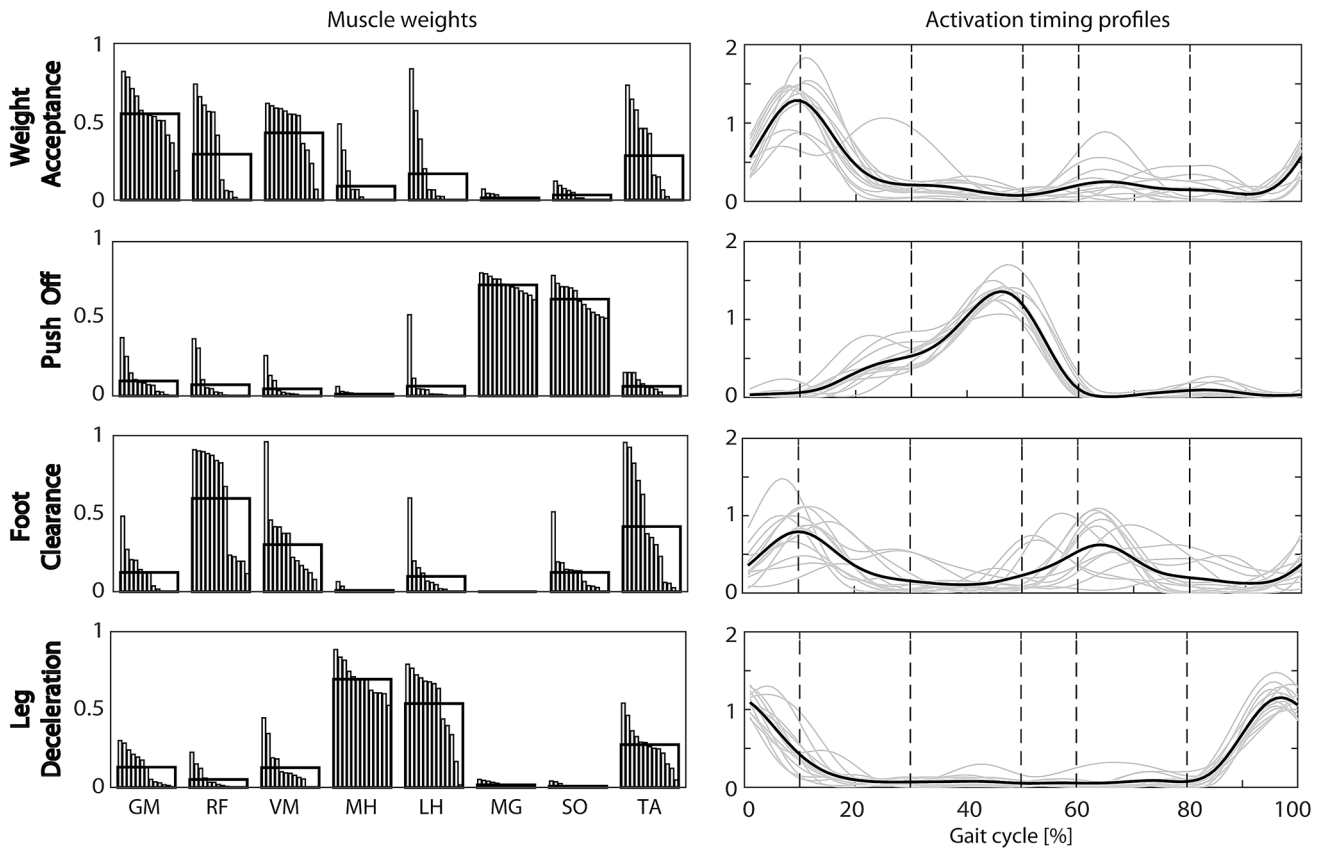 Muscle weights
Activation timing profiles
Weight
Acceptance
1
0.5
0
2
1
0
Push Off
1
0.5
0
2
1
0
Foot
Clearance
1
0.5
0
2
1
0
Leg
Deceleration
1
0.5
0
2
1
0
GM RF VM MH LH MG SO TA
0 20 40 60 80 100
Gait cycle [%]